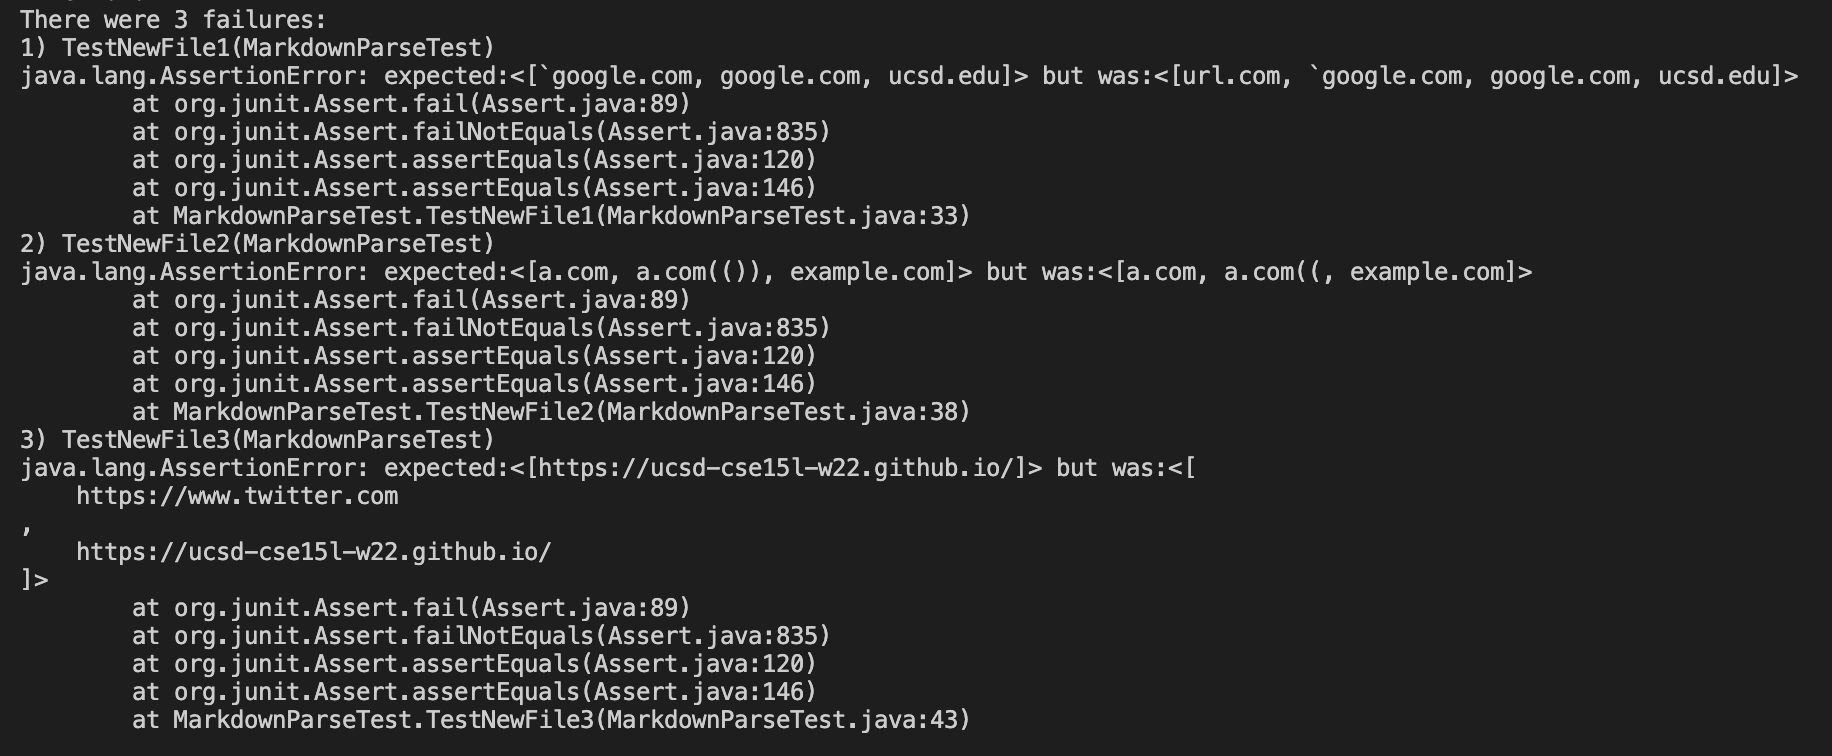 There were 3 failures:
1) TestNewFile1(MarkdownParseTest)
java.lang.AssertionError: expected:<[`google.com, google.com, ucsd.edu]> but was:<[url.com, `google.com, google.com, ucsd.edu]>
        at org.junit.Assert.fail(Assert.java:89)
        at org.junit.Assert.failNotEquals(Assert.java:835)
        at org.junit.Assert.assertEquals(Assert.java:120)
        at org.junit.Assert.assertEquals(Assert.java:146)
        at MarkdownParseTest.TestNewFile1(MarkdownParseTest.java:33)
2) TestNewFile2(MarkdownParseTest)
java.lang.AssertionError: expected:<[a.com, a.com(()), example.com]> but was:<[a.com, a.com((, example.com]>
        at org.junit.Assert.fail(Assert.java:89)
        at org.junit.Assert.failNotEquals(Assert.java:835)
        at org.junit.Assert.assertEquals(Assert.java:120)
        at org.junit.Assert.assertEquals(Assert.java:146)
        at MarkdownParseTest.TestNewFile2(MarkdownParseTest.java:38)
3) TestNewFile3(MarkdownParseTest)
java.lang.AssertionError: expected:<[https://ucsd-cse15l-w22.github.io/]> but was:<[
    https://www.twitter.com
,
    https://ucsd-cse15l-w22.github.io/
]>
        at org.junit.Assert.fail(Assert.java:89)
        at org.junit.Assert.failNotEquals(Assert.java:835)
        at org.junit.Assert.assertEquals(Assert.java:120)
        at org.junit.Assert.assertEquals(Assert.java:146)
        at MarkdownParseTest.TestNewFile3(MarkdownParseTest.java:43)